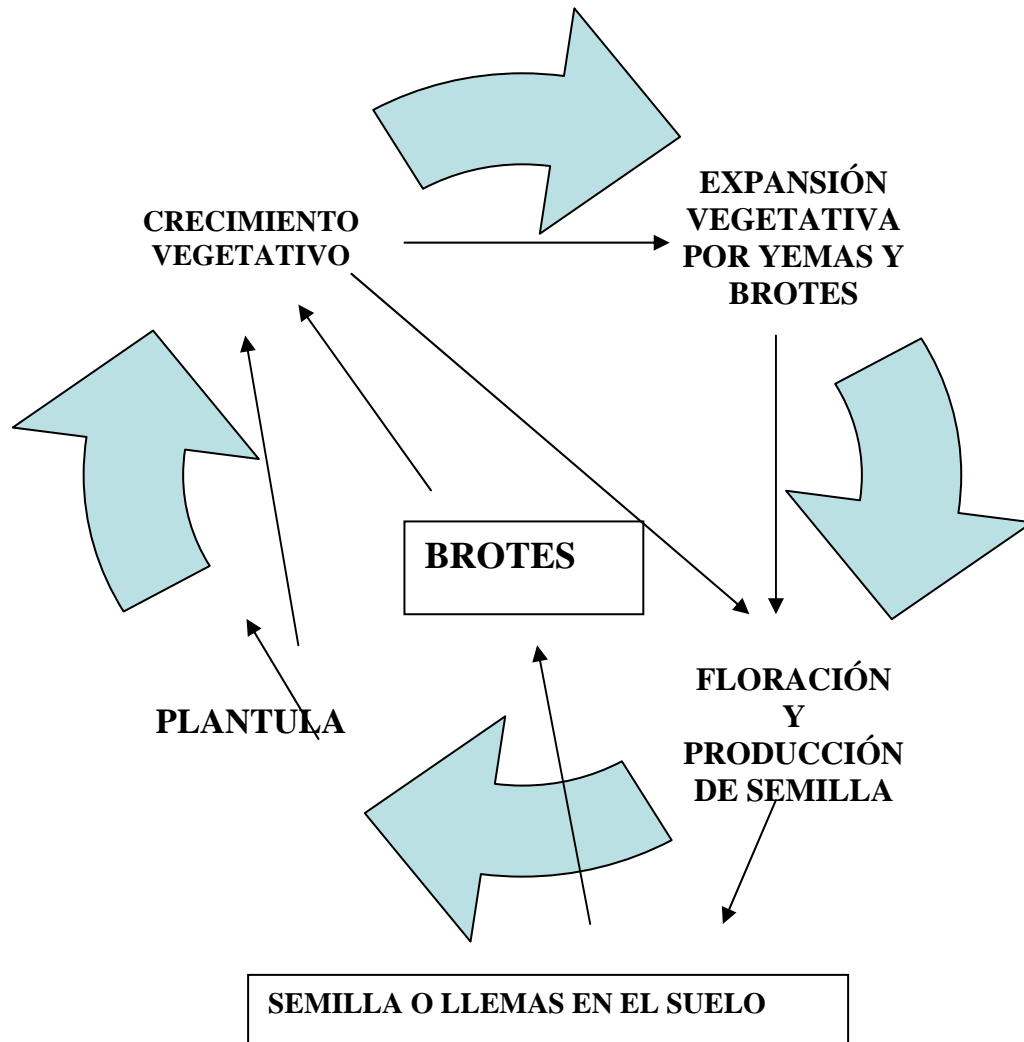 CRECIMIENTO
VEGETATIVO
EXPANSIÓN
VEGETATIVA
POR YEMAS Y
BROTES
BROTES
PLANTULA
FLORACIÓN
Y
PRODUCCIÓN
DE SEMILLA
SEMILLA O LLEMAS EN EL SUELO